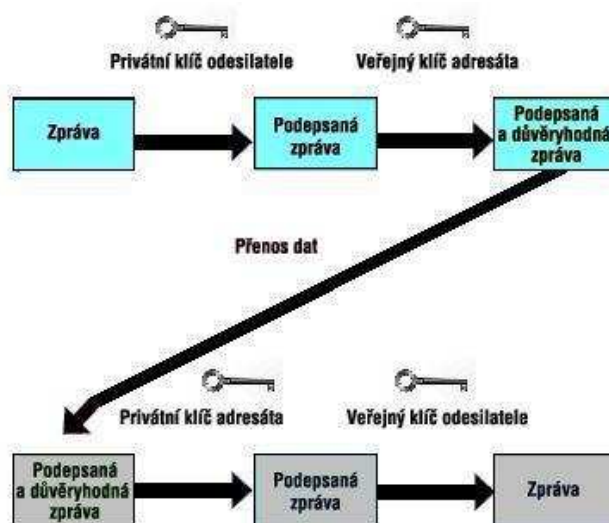 Privátní klíč odesilatele
Veřejný klíč adresáta
Zpráva
Podepsaná
zpráva
Podepsaná
a důvěryhodná
zpráva
Přenos dat
Privátní klíč adresáta
Veřejný klíč odesilatele
Podepsaná
a důvěryhodná
zpráva
Podepsaná
zpráva
Zpráva